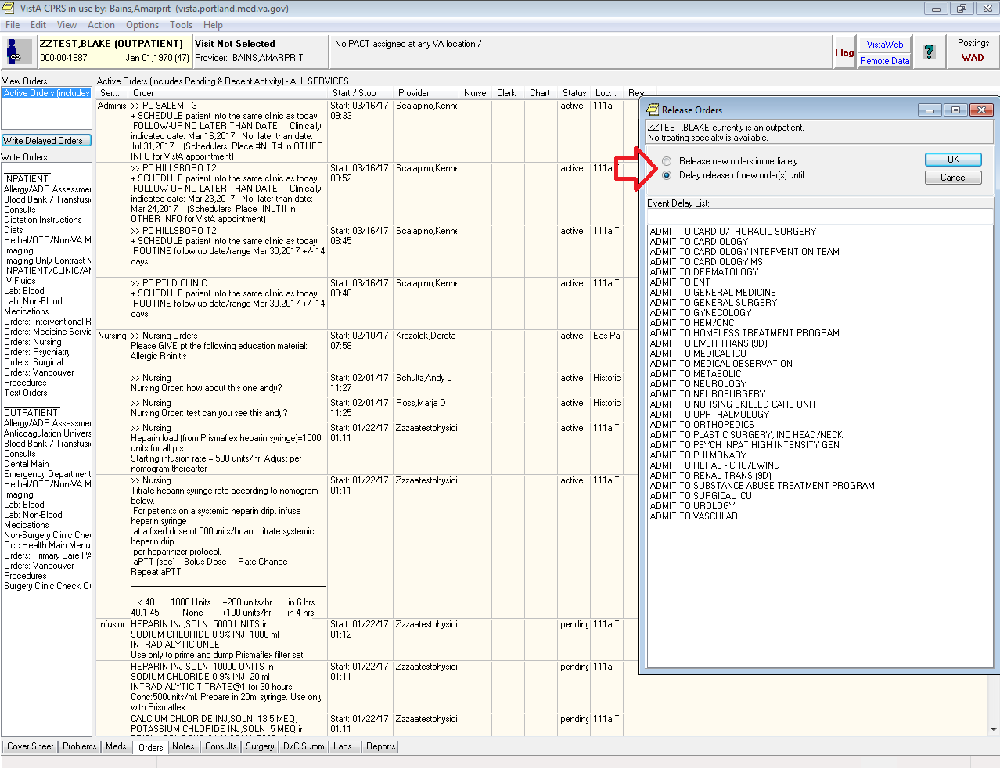 VistA CPRS in use by: Bains,Amarprit  (vista.portland.med.va.gov)
File Edit View Action Options Tools Help
ZZTEST,BLAKE (OUTPATIENT)
000-00-1987 Jan 01,1970 (47)
Visit Not Selected
Provider: BAINS,AMARPRIT
No PACT assigned at any VA location /
Flag
VistaWeb
Remote Data
?
Postings
WAD
View Orders
Active Orders (includes
Write Delayed Orders
Write Orders
INPATIENT
Allergy/ADR Assessmer
Blood Bank / Transfusi
Consults
Dictation Instructions
Diets
Herbal/OTC/Non-VA M
Imaging
Imaging Only Contrast M
INPATIENT/CLINIC/AN
IV Fluids
Lab: Blood
Lab: Non-Blood
Medications
Orders: Interventional R
Orders: Medicine Servic
Orders: Nursing
Orders: Psychiatry
Orders: Surgical
Orders: Vancouver
Procedures
Text Orders
OUTPATIENT
Allergy/ADR Assessmer
Anticoagulation Univers
Blood Bank / Transfusi
Consults
Dental Main
Emergency Department
Herbal/OTC/Non-VA M
Imaging
Lab: Blood
Lab: Non-Blood
Medications
Non-Surgery Clinic Che
Occ Health Main Menu
Orders: Primary Care PA
Orders: Vancouver
Procedures
Surgery Clinic Check Ou
Active Orders (includes Pending & Recent Activity) - ALL SERVICES
Ser... Order Start / Stop Provider Nurse Clerk Chart Status Loc... Rev
Adminis >> PC SALEM T3 Start: 03/16/17 Scalapino,Kenne active 111a T
+ SCHEDULE patient into the same clinic as today. 09:33
FOLLOW-UP NO LATER THAN DATE Clinically
indicated date: Mar 16,2017 No later than date:
Jul 31,2017 (Schedulers: Place #NLT# in OTHER
INFO for VistA appointment)
>> PC HILLSBORO T2 Start: 03/16/17 Scalapino,Kenne active 111a T
+ SCHEDULE patient into the same clinic as today. 08:52
FOLLOW-UP NO LATER THAN DATE Clinically
indicated date: Mar 23,2017 No later than date:
Mar 24,2017 (Schedulers: Place #NLT# in
OTHER INFO for VistA appointment)
>> PC HILLSBORO T2 Start: 03/16/17 Scalapino,Kenne active 111a T
+ SCHEDULE patient into the same clinic as today. 08:45
ROUTINE follow up date/range Mar 30,2017 +/- 14
days
>> PC PTLD CLINIC Start: 03/16/17 Scalapino,Kenne active 111a T
+ SCHEDULE patient into the same clinic as today. 08:40
ROUTINE follow up date/range Mar 30,2017 +/- 14
days
Nursing >> Nursing Orders Start: 02/10/17 Krezolek,Dorota active Eas Pa
Please GIVE pt the following education material: 07:58
Allergic Rhinitis
>> Nursing Start: 02/01/17 Schultz,Andy L active Historic
Nursing Order: how about this one andy? 11:27
>> Nursing Start: 02/01/17 Ross,Marja D active Historic
Nursing Order: test can you see this andy? 11:25
>> Nursing Start: 01/22/17 Zzzaatestphysici active 111a T
Heparin load (from Prismaflex heparin syringe)=1000 01:11
units for all pts
Starting infusion rate = 500 units/hr. Adjust per
nomogram thereafter
>> Nursing Start: 01/22/17 Zzzaatestphysici active 111a T
Titrate heparin syringe rate according to nomogram 01:11
below.
For patients on a systemic heparin drip, infuse
heparin syringe
at a fixed dose of 500units/hr and titrate systemic
heparin drip
per heparinizer protocol.
aPTT (sec) Bolus Dose Rate Change
Repeat aPTT
< 40 1000 Units +200 units/hr in 6 hrs
40.1-45 None +100 units/hr in 4 hrs
Infusion HEPARIN INJ,SOLN 5000 UNITS in Start: 01/22/17 Zzzaatestphysici pending 111a T
SODIUM CHLORIDE 0.9% INJ 1000 ml 01:12
INTRADIALYTIC ONCE
Use only to prime and dump Prismaflex filter set.
HEPARIN INJ,SOLN 10000 UNITS in Start: 01/22/17 Zzzaatestphysici pending 111a T
SODIUM CHLORIDE 0.9% INJ 20 ml 01:11
INTRADIALYTIC TITRATE@1 for 30 hours
Conc:500units/ml. Prepare in 20ml syringe. Use only
with Prismaflex.
CALCIUM CHLORIDE INJ,SOLN 13.5 MEQ, Start: 01/22/17 Zzzaatestphysici pending 111a T
POTASSIUM CHLORIDE INJ,SOLN 5 MEQ in 01:11
Release Orders
ZZTEST,BLAKE currently is an outpatient.
No treating specialty is available.
Release new orders immediately
Delay release of new order(s) until
OK
Cancel
Event Delay List:
ADMIT TO CARDIO/THORACIC SURGERY
ADMIT TO CARDIOLOGY
ADMIT TO CARDIOLOGY INTERVENTION TEAM
ADMIT TO CARDIOLOGY MS
ADMIT TO DERMATOLOGY
ADMIT TO ENT
ADMIT TO GENERAL MEDICINE
ADMIT TO GENERAL SURGERY
ADMIT TO GYNECOLOGY
ADMIT TO HEM/ONC
ADMIT TO HOMELESS TREATMENT PROGRAM
ADMIT TO LIVER TRANS (9D)
ADMIT TO MEDICAL ICU
ADMIT TO MEDICAL OBSERVATION
ADMIT TO METABOLIC
ADMIT TO NEUROLOGY
ADMIT TO NEUROSURGERY
ADMIT TO NURSING SKILLED CARE UNIT
ADMIT TO OPHTHALMOLOGY
ADMIT TO ORTHOPEDICS
ADMIT TO PLASTIC SURGERY, INC HEAD/NECK
ADMIT TO PSYCH INPAT HIGH INTENSITY GEN
ADMIT TO PULMONARY
ADMIT TO REHAB - CRU/EWING
ADMIT TO RENAL TRANS (9D)
ADMIT TO SUBSTANCE ABUSE TREATMENT PROGRAM
ADMIT TO SURGICAL ICU
ADMIT TO UROLOGY
ADMIT TO VASCULAR
Cover Sheet Problems Meds Orders Notes Consults Surgery D/C Summ Labs Reports